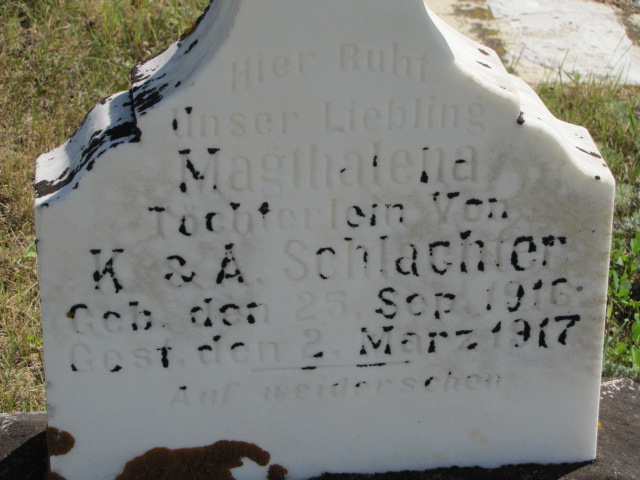 Hier Ruht
Unser Liebling
Magthalena
Töchterlein Von
K & A. Schlachter
Geb. den 25. Sep. 1916.
Gest. den 2. Marz. 1917
Auf weiderschen